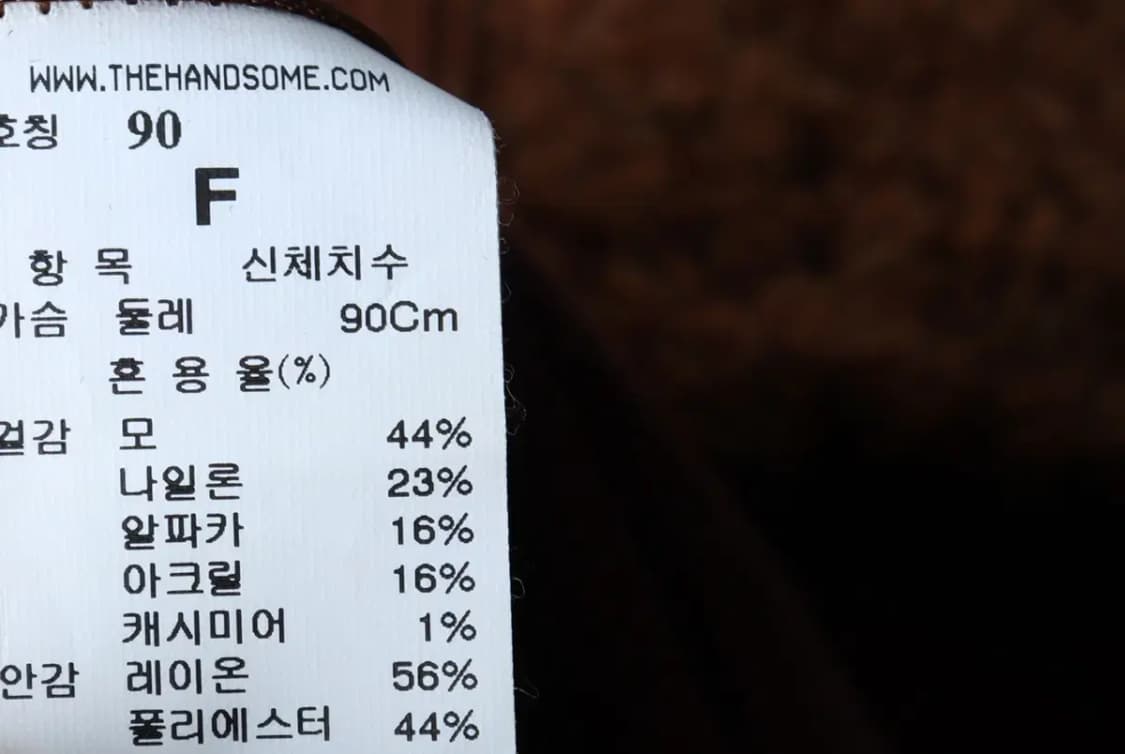 WWW.THEHANDSOME.COM
호칭 90
F
항 목 신체치수
가슴 둘레 90Cm
혼 용 율(%)
겉감 모 44%
나일론 23%
알파카 16%
아크릴 16%
캐시미어 1%
안감 레이온 56%
폴리에스터 44%